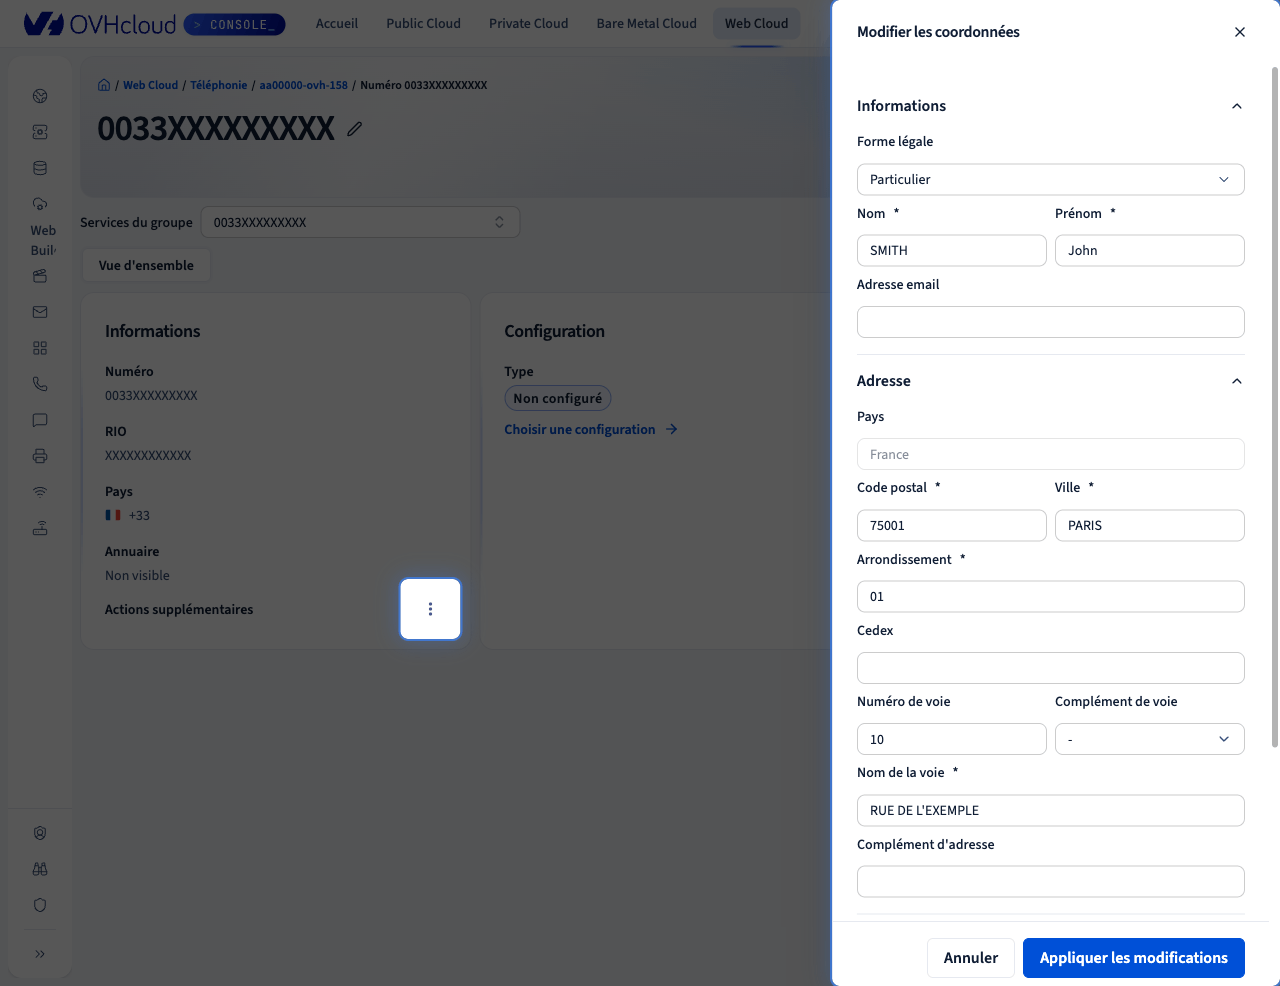 OVHcloud > CONSOLE_ Accueil Public Cloud Private Cloud Bare Metal Cloud Web Cloud
/ Web Cloud / Téléphonie / aa00000-ovh-158 / Numéro 0033XXXXXXXXX
0033XXXXXXXXX
Services du groupe 0033XXXXXXXXX
Web
Buil
Vue d'ensemble
Informations
Numéro
0033XXXXXXXXX
RIO
XXXXXXXXXXXX
Pays
+33
Annuaire
Non visible
Actions supplémentaires
Configuration
Type
Non configuré
Choisir une configuration
Modifier les coordonnées
Informations
Forme légale
Particulier
Nom * Prénom *
SMITH John
Adresse email
Adresse
Pays
France
Code postal * Ville *
75001 PARIS
Arrondissement *
01
Cedex
Numéro de voie Complément de voie
10 -
Nom de la voie *
RUE DE L'EXEMPLE
Complément d'adresse
Annuler Appliquer les modifications